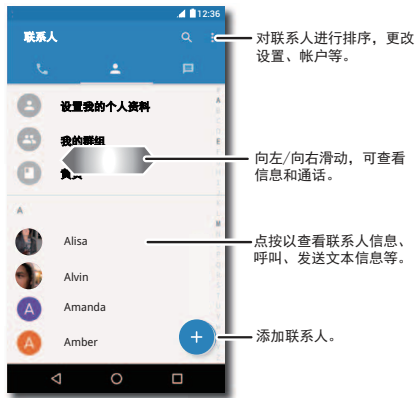 12:36
联系人
设置我的个人资料
我的群组
A
Alisa
Alvin
A Amanda
A Amber
A
E
M
对联系人进行排序，更改
设置、帐户等。
向左/向右滑动，可查看
信息和通话。
点按以查看联系人信息、
呼叫、发送文本信息等。
添加联系人。